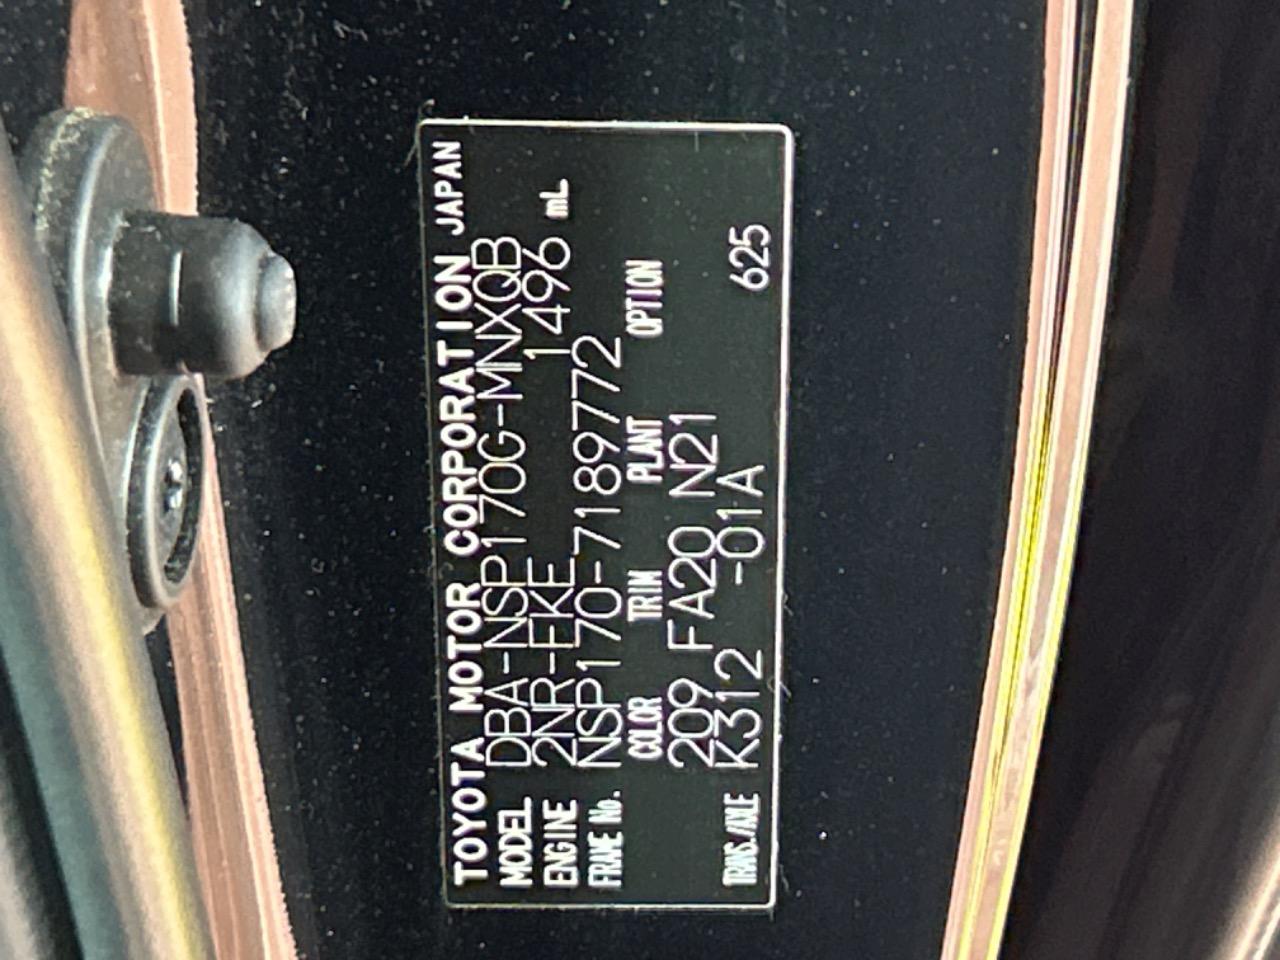 TOYOTA MOTOR CORPORATION JAPAN
MODEL DBA-NSP170G-MNXQB
ENGINE 2NR-FKE 1496 mL
FRAME No. NSP170-7189772
COLOR TRIM PLANT OPTION
209 FA20 N21
TRANS./AXLE K312 -01A 625